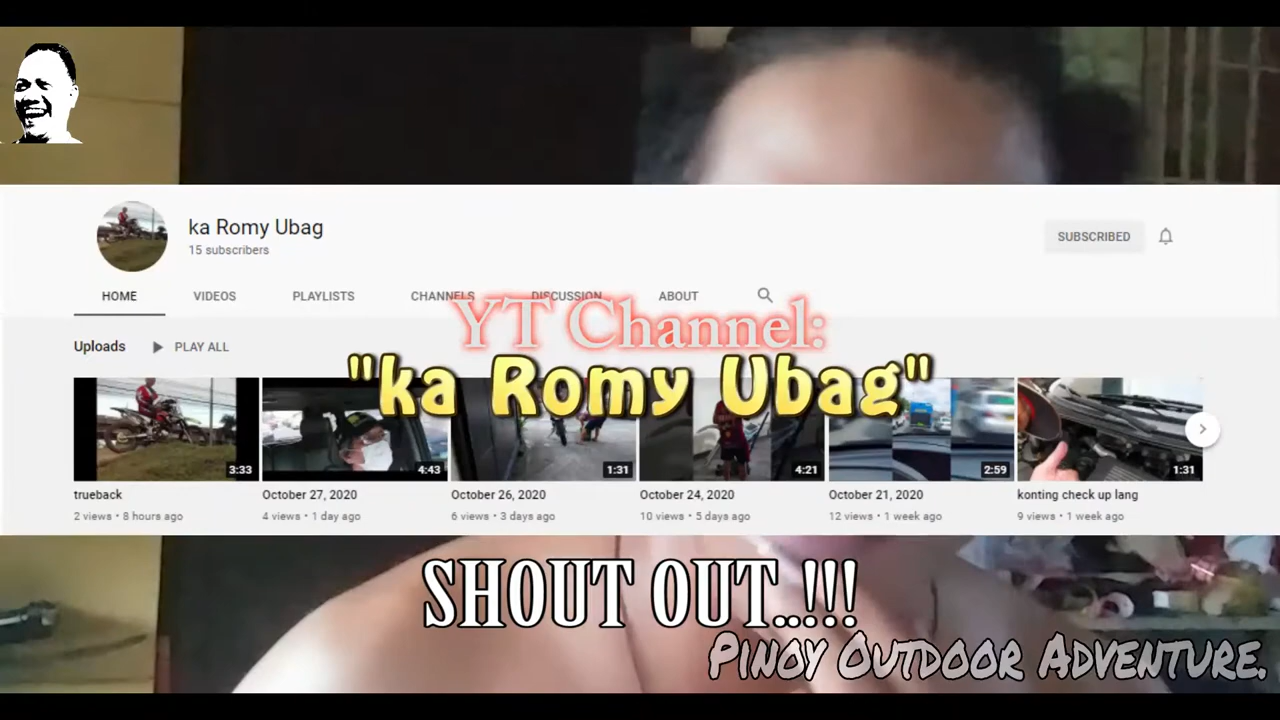 ka Romy Ubag
15 subscribers
SUBSCRIBED
HOME VIDEOS PLAYLISTS CHANNELS DISCUSSION ABOUT
YT Channel:
Uploads PLAY ALL
"ka Romy Ubag"
3:33 4:43 1:31 4:21 2:59 1:31
trueback October 27, 2020 October 26, 2020 October 24, 2020 October 21, 2020 konting check up lang
2 views • 8 hours ago 4 views • 1 day ago 6 views • 3 days ago 10 views • 5 days ago 12 views • 1 week ago 9 views • 1 week ago
SHOUT OUT..!!!
PINOY OUTDOOR ADVENTURE.